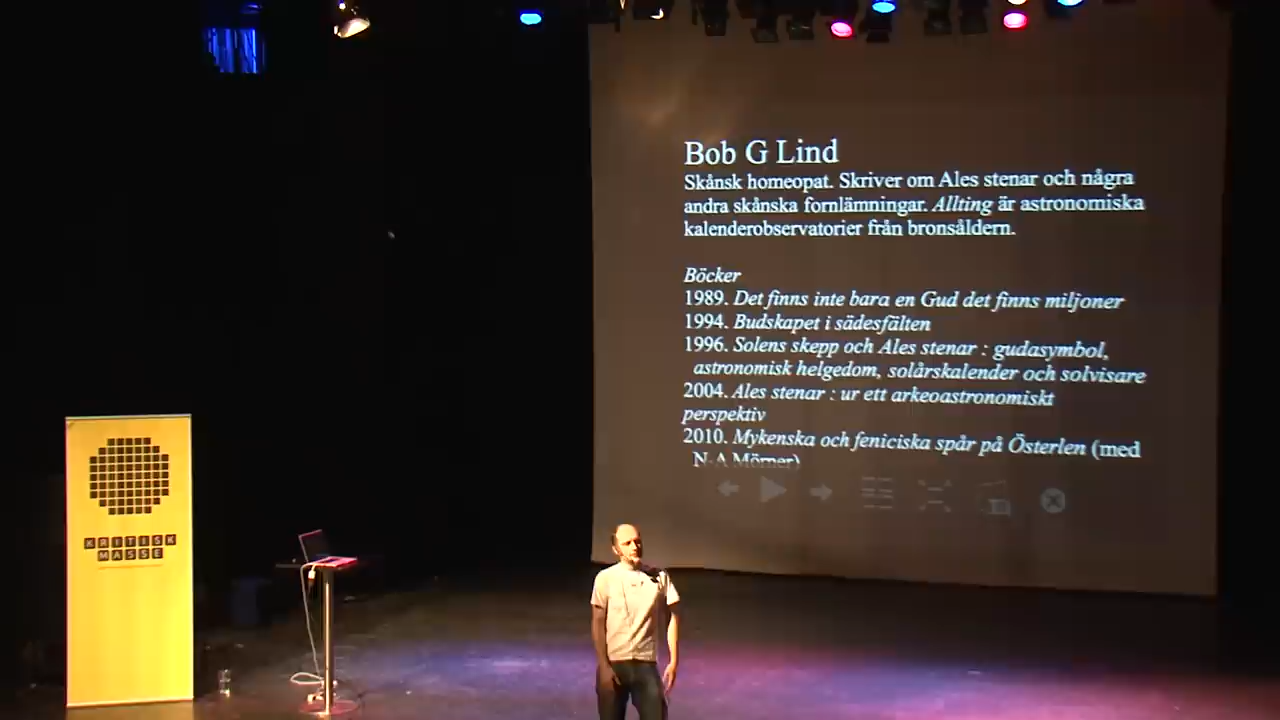 Bob G Lind
Skånsk homeopat. Skriver om Ales stenar och några
andra skånska fornlämningar. Allting är astronomiska
kalenderobservatorier från bronsåldern.
Böcker
1989. Det finns inte bara en Gud det finns miljoner
1994. Budskapet i sädesfälten
1996. Solens skepp och Ales stenar : gudasymbol,
astronomisk helgedom, solårskalender och solvisare
2004. Ales stenar : ur ett arkeoastronomiskt
perspektiv
2010. Mykenska och feniciska spår på Österlen (med
N-A Mörner)
KRITISK
MASSE